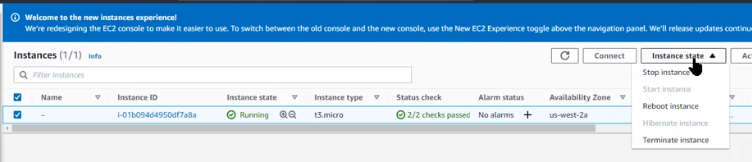 Welcome to the new instances experience!
We're redesigning the EC2 console to make it easier to use. To switch between the old console and the new console, use the New EC2 Experience toggle above the navigation panel. We'll release updates continu
Instances (1/1) Info
Connect
Instance state
Filter instances
Stop instance
Start instance
Reboot instance
Hibernate instance
Terminate instance
Name Instance ID Instance state Instance type Status check Alarm status Availability Zone
– i-01b094d4950df7a8a Running t3.micro 2/2 checks passed No alarms + us-west-2a